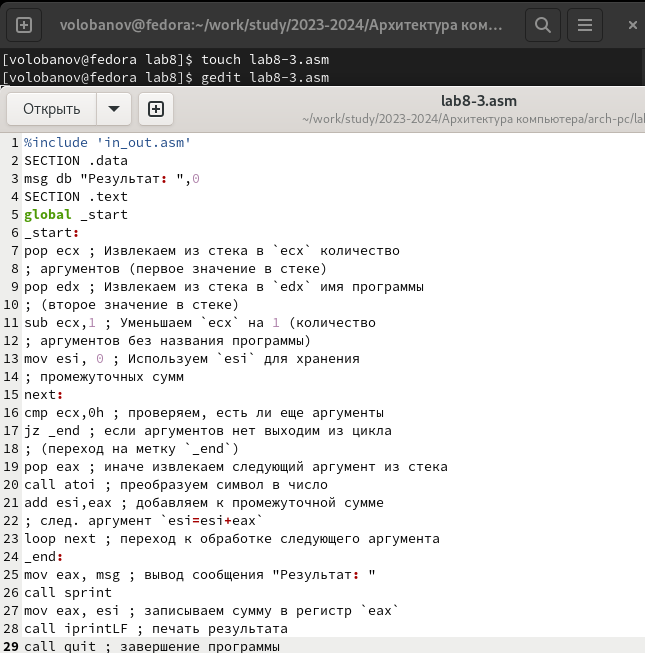 volobanov@fedora:~/work/study/2023-2024/Архитектура ком...
[volobanov@fedora lab8]$ touch lab8-3.asm
[volobanov@fedora lab8]$ gedit lab8-3.asm
Открыть
lab8-3.asm
~/work/study/2023-2024/Архитектура компьютера/arch-pc/lab
1 %include 'in_out.asm'
2 SECTION .data
3 msg db "Результат: ",0
4 SECTION .text
5 global _start
6 _start:
7 pop ecx ; Извлекаем из стека в `ecx` количество
8 ; аргументов (первое значение в стеке)
9 pop edx ; Извлекаем из стека в `edx` имя программы
10 ; (второе значение в стеке)
11 sub ecx,1 ; Уменьшаем `ecx` на 1 (количество
12 ; аргументов без названия программы)
13 mov esi, 0 ; Используем `esi` для хранения
14 ; промежуточных сумм
15 next:
16 cmp ecx,0h ; проверяем, есть ли еще аргументы
17 jz _end ; если аргументов нет выходим из цикла
18 ; (переход на метку `_end`)
19 pop eax ; иначе извлекаем следующий аргумент из стека
20 call atoi ; преобразуем символ в число
21 add esi,eax ; добавляем к промежуточной сумме
22 ; след. аргумент `esi=esi+eax`
23 loop next ; переход к обработке следующего аргумента
24 _end:
25 mov eax, msg ; вывод сообщения "Результат: "
26 call sprint
27 mov eax, esi ; записываем сумму в регистр `eax`
28 call iprintLF ; печать результата
29 call quit ; завершение программы